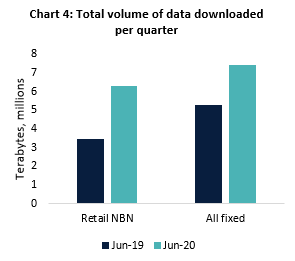 Chart 4: Total volume of data downloaded
per quarter
Terabytes, millions
8
7
6
5
4
3
2
1
0
Retail NBN
All fixed
Jun-19
Jun-20